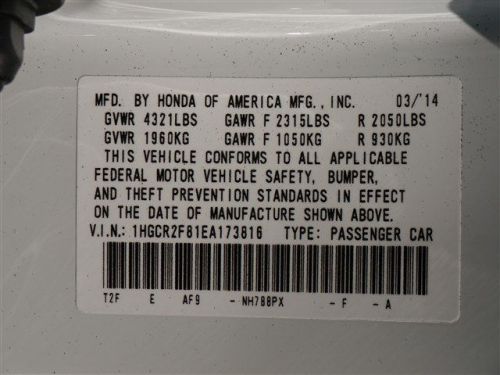 MFD. BY HONDA OF AMERICA MFG., INC. 03/'14
GVWR 4321LBS GAWR F 2315LBS R 2050LBS
GVWR 1960KG GAWR F 1050KG R 930KG
THIS VEHICLE CONFORMS TO ALL APPLICABLE
FEDERAL MOTOR VEHICLE SAFETY, BUMPER,
AND THEFT PREVENTION STANDARDS IN EFFECT
ON THE DATE OF MANUFACTURE SHOWN ABOVE.
V.I.N.: 1HGCR2F81EA173816 TYPE: PASSENGER CAR
T2F E AF9 -NH788PX -F -A